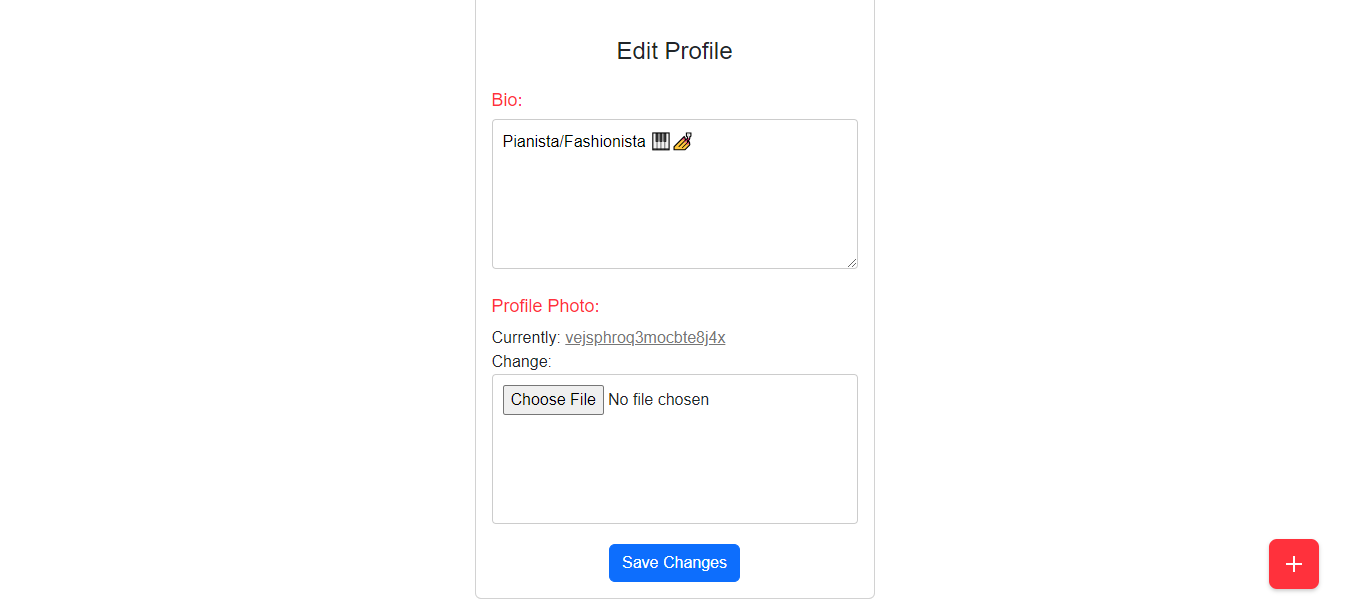 Edit Profile
Bio:
Pianista/Fashionista 🎹💅
Profile Photo:
Currently: vejsphroq3mocbte8j4x
Change:
Choose File No file chosen
Save Changes
+